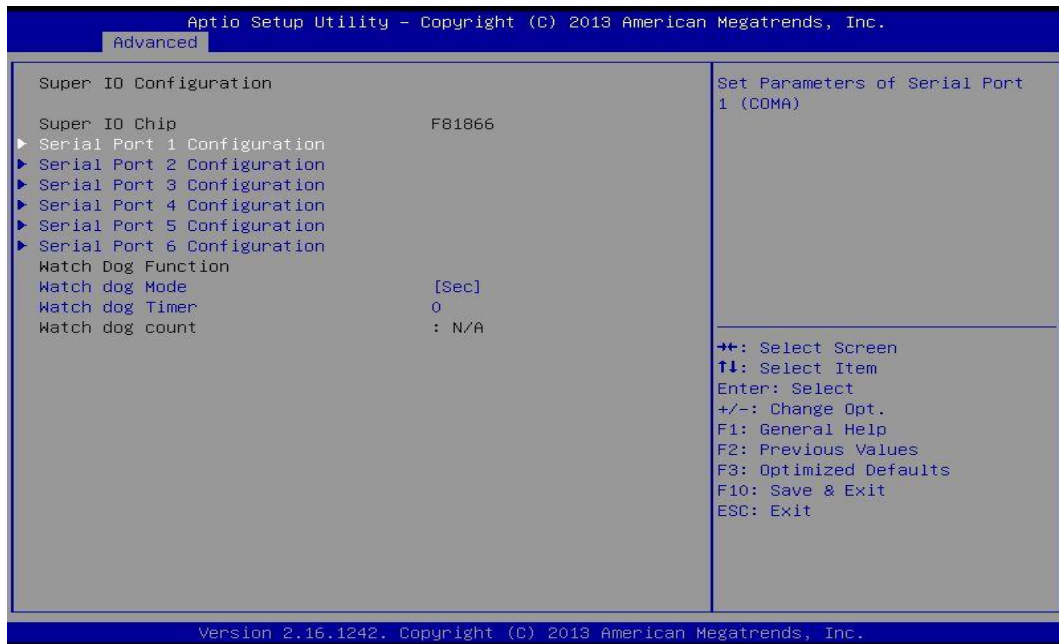 Aptio Setup Utility – Copyright (C) 2013 American Megatrends, Inc.
Advanced
Super IO Configuration
Super IO Chip F81866
Serial Port 1 Configuration
Serial Port 2 Configuration
Serial Port 3 Configuration
Serial Port 4 Configuration
Serial Port 5 Configuration
Serial Port 6 Configuration
Watch Dog Function
Watch dog Mode [Sec]
Watch dog Timer 0
Watch dog count : N/A
Set Parameters of Serial Port
1 (COMA)
→←: Select Screen
↑↓: Select Item
Enter: Select
+/-: Change Opt.
F1: General Help
F2: Previous Values
F3: Optimized Defaults
F10: Save & Exit
ESC: Exit
Version 2.16.1242. Copyright (C) 2013 American Megatrends, Inc.